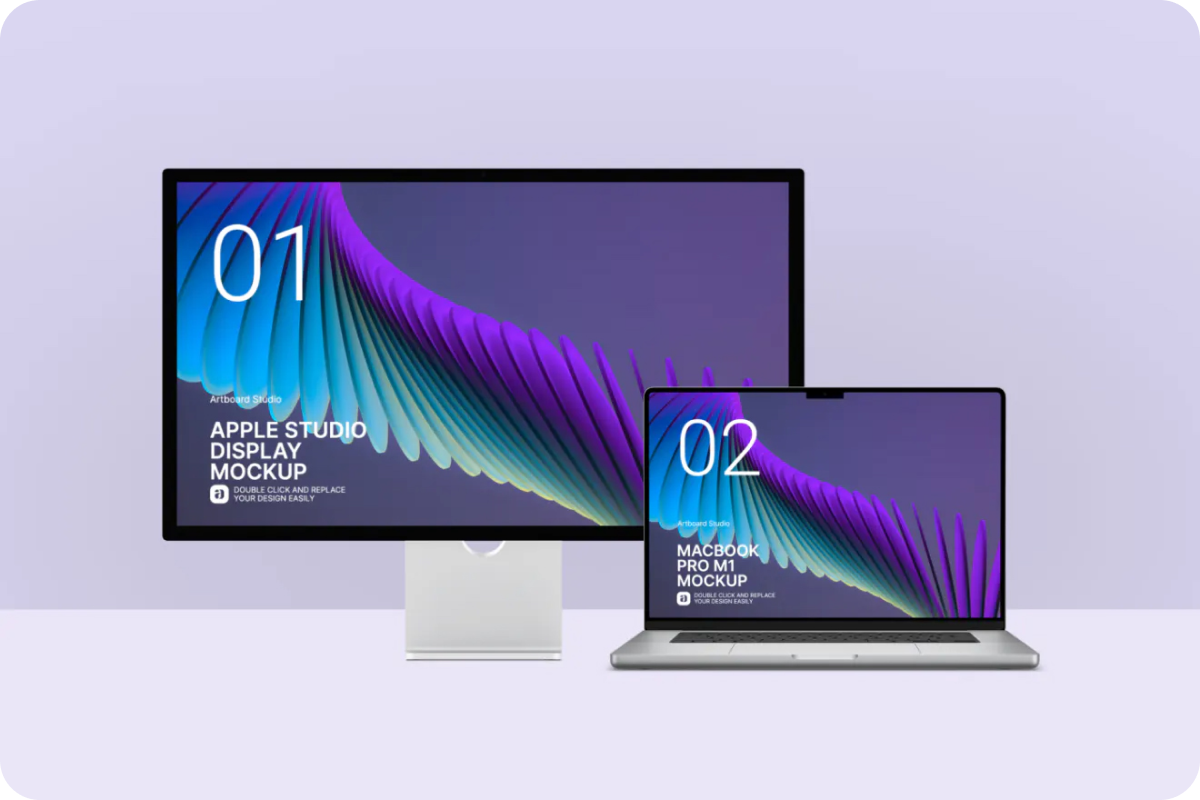 01
Artboard Studio
APPLE STUDIO
DISPLAY
MOCKUP
a
DOUBLE CLICK AND REPLACE
YOUR DESIGN EASILY
02
Artboard Studio
MACBOOK
PRO M1
MOCKUP
a
DOUBLE CLICK AND REPLACE
YOUR DESIGN EASILY